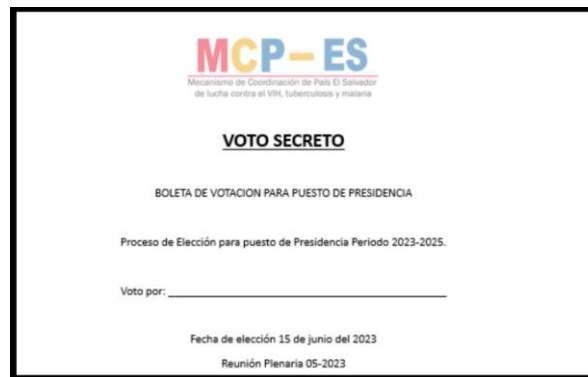 MCP-ES
Mecanismo de Coordinación de País El Salvador
de lucha contra el VIH, tuberculosis y malaria
VOTO SECRETO
BOLETA DE VOTACION PARA PUESTO DE PRESIDENCIA
Proceso de Elección para puesto de Presidencia Periodo 2023-2025.
Voto por: ___________________________________________
Fecha de elección 15 de junio del 2023
Reunión Plenaria 05-2023